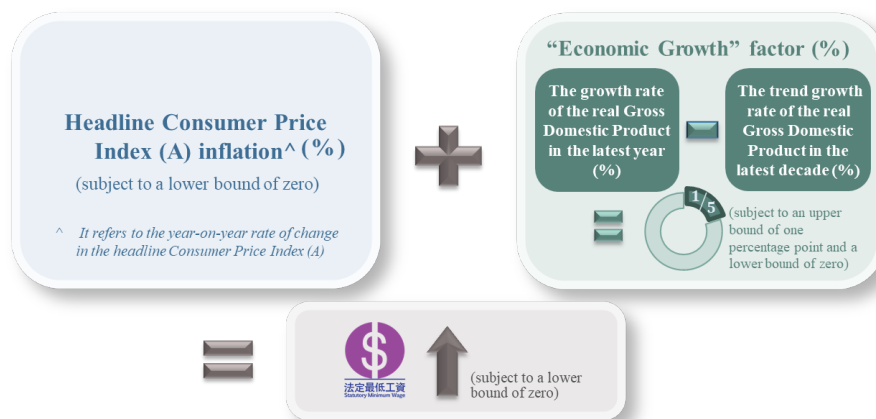 Headline Consumer Price
Index (A) inflation^ (%)
(subject to a lower bound of zero)
^ It refers to the year-on-year rate of change
in the headline Consumer Price Index (A)
“Economic Growth” factor (%)
The growth rate
of the real Gross
Domestic Product
in the latest year
(%)
The trend growth
rate of the real
Gross Domestic
Product in the
latest decade (%)
1/5
(subject to an upper
bound of one
percentage point and a
lower bound of zero)
法定最低工資
Statutory Minimum Wage
(subject to a lower
bound of zero)